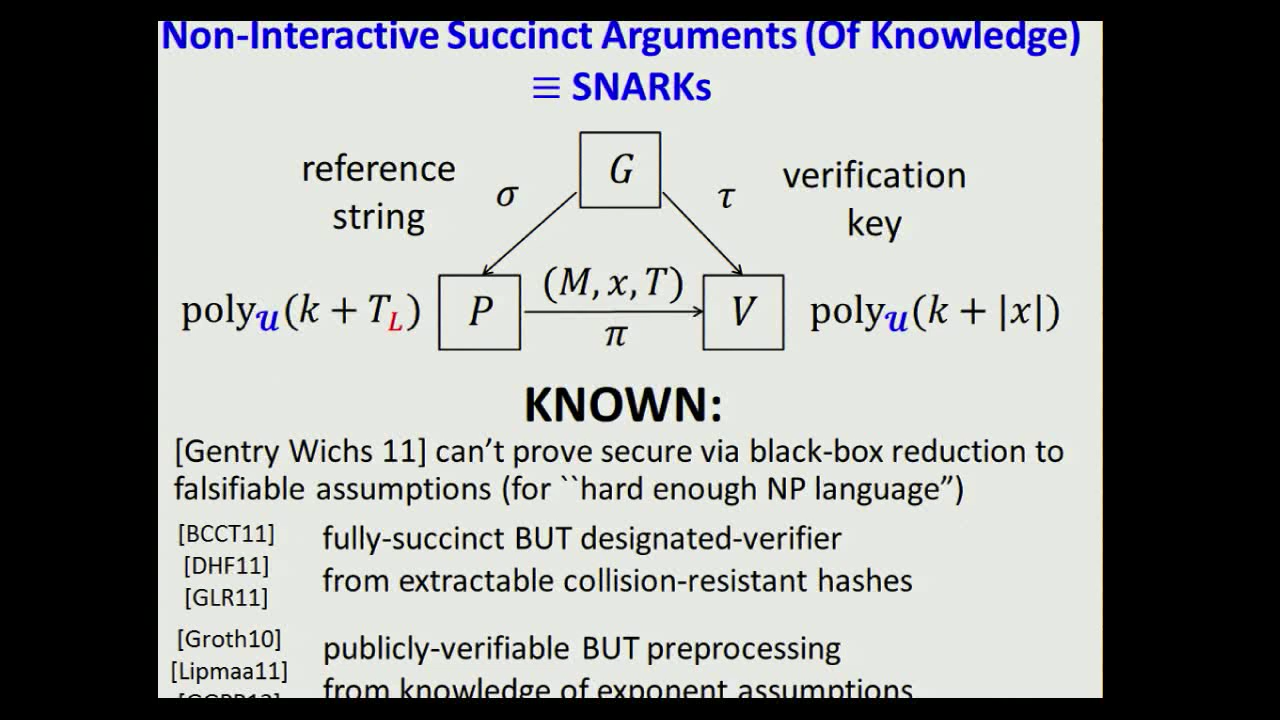 Non-Interactive Succinct Arguments (Of Knowledge)
≡ SNARKs
G
reference
string
σ
τ
verification
key
poly𝒰(k + T_L)
P
(M, x, T)
π
V
poly𝒰(k + |x|)
KNOWN:
[Gentry Wichs 11] can’t prove secure via black-box reduction to
falsifiable assumptions (for ``hard enough NP language”)
[BCCT11]
[DHF11]
[GLR11]
fully-succinct BUT designated-verifier
from extractable collision-resistant hashes
[Groth10]
[Lipmaa11]
publicly-verifiable BUT preprocessing
from knowledge of exponent assumptions